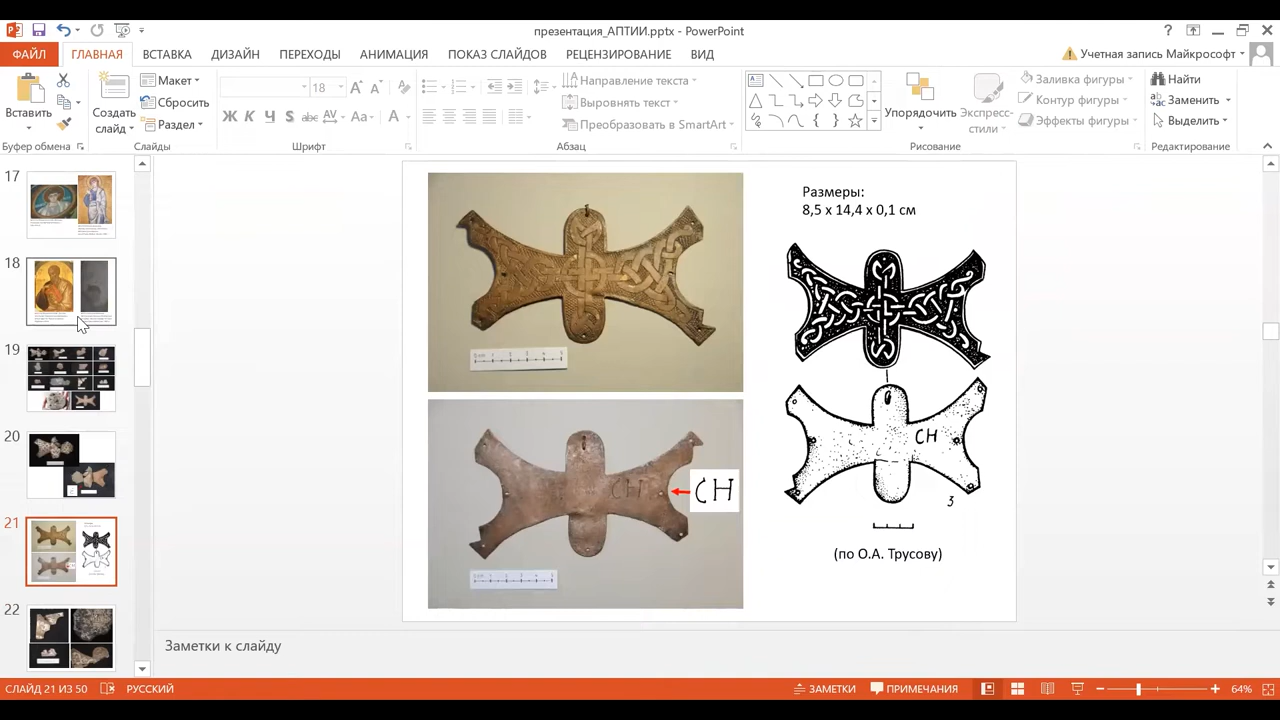 презентация_АПТИИ.pptx - PowerPoint
ФАЙЛ ГЛАВНАЯ ВСТАВКА ДИЗАЙН ПЕРЕХОДЫ АНИМАЦИЯ ПОКАЗ СЛАЙДОВ РЕЦЕНЗИРОВАНИЕ ВИД
Учетная запись Майкрософт
Вставить
Создать слайд
Макет
Сбросить
Раздел
18
Ж К Ч S abc AV Aa A
Направление текста
Выровнять текст
Преобразовать в SmartArt
Упорядочить
Экспресс-стили
Заливка фигуры
Контур фигуры
Эффекты фигуры
Найти
Заменить
Выделить
Буфер обмена Слайды Шрифт Абзац Рисование Редактирование
17
18
19
20
21
22
Размеры:
8,5 х 14,4 х 0,1 см
СН
СН
3
(по О.А. Трусову)
Заметки к слайду
СЛАЙД 21 ИЗ 50 РУССКИЙ ЗАМЕТКИ ПРИМЕЧАНИЯ 64%